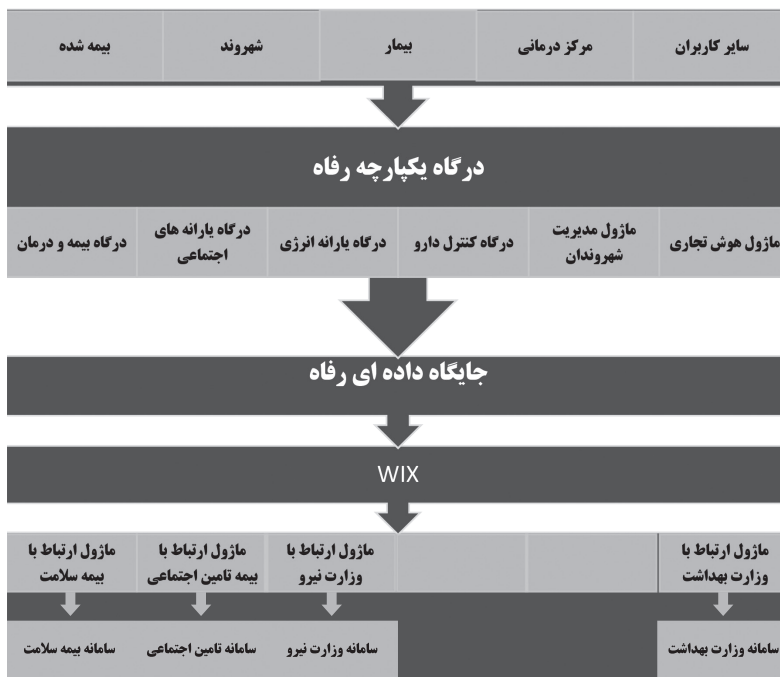 سایر کاربران
مرکز درمانی
بیمار
شهروند
بیمه شده
درگاه یکپارچه رفاه
ماژول هوش تجاری
ماژول مدیریت
شهروندان
درگاه کنترل دارو
درگاه یارانه انرژی
درگاه یارانه های
اجتماعی
درگاه بیمه و درمان
جایگاه داده ای رفاه
WIX
ماژول ارتباط با
وزارت بهداشت
ماژول ارتباط با
وزارت نیرو
ماژول ارتباط با
بیمه تامین اجتماعی
ماژول ارتباط با
بیمه سلامت
سامانه وزارت بهداشت
سامانه وزارت نیرو
سامانه تامین اجتماعی
سامانه بیمه سلامت